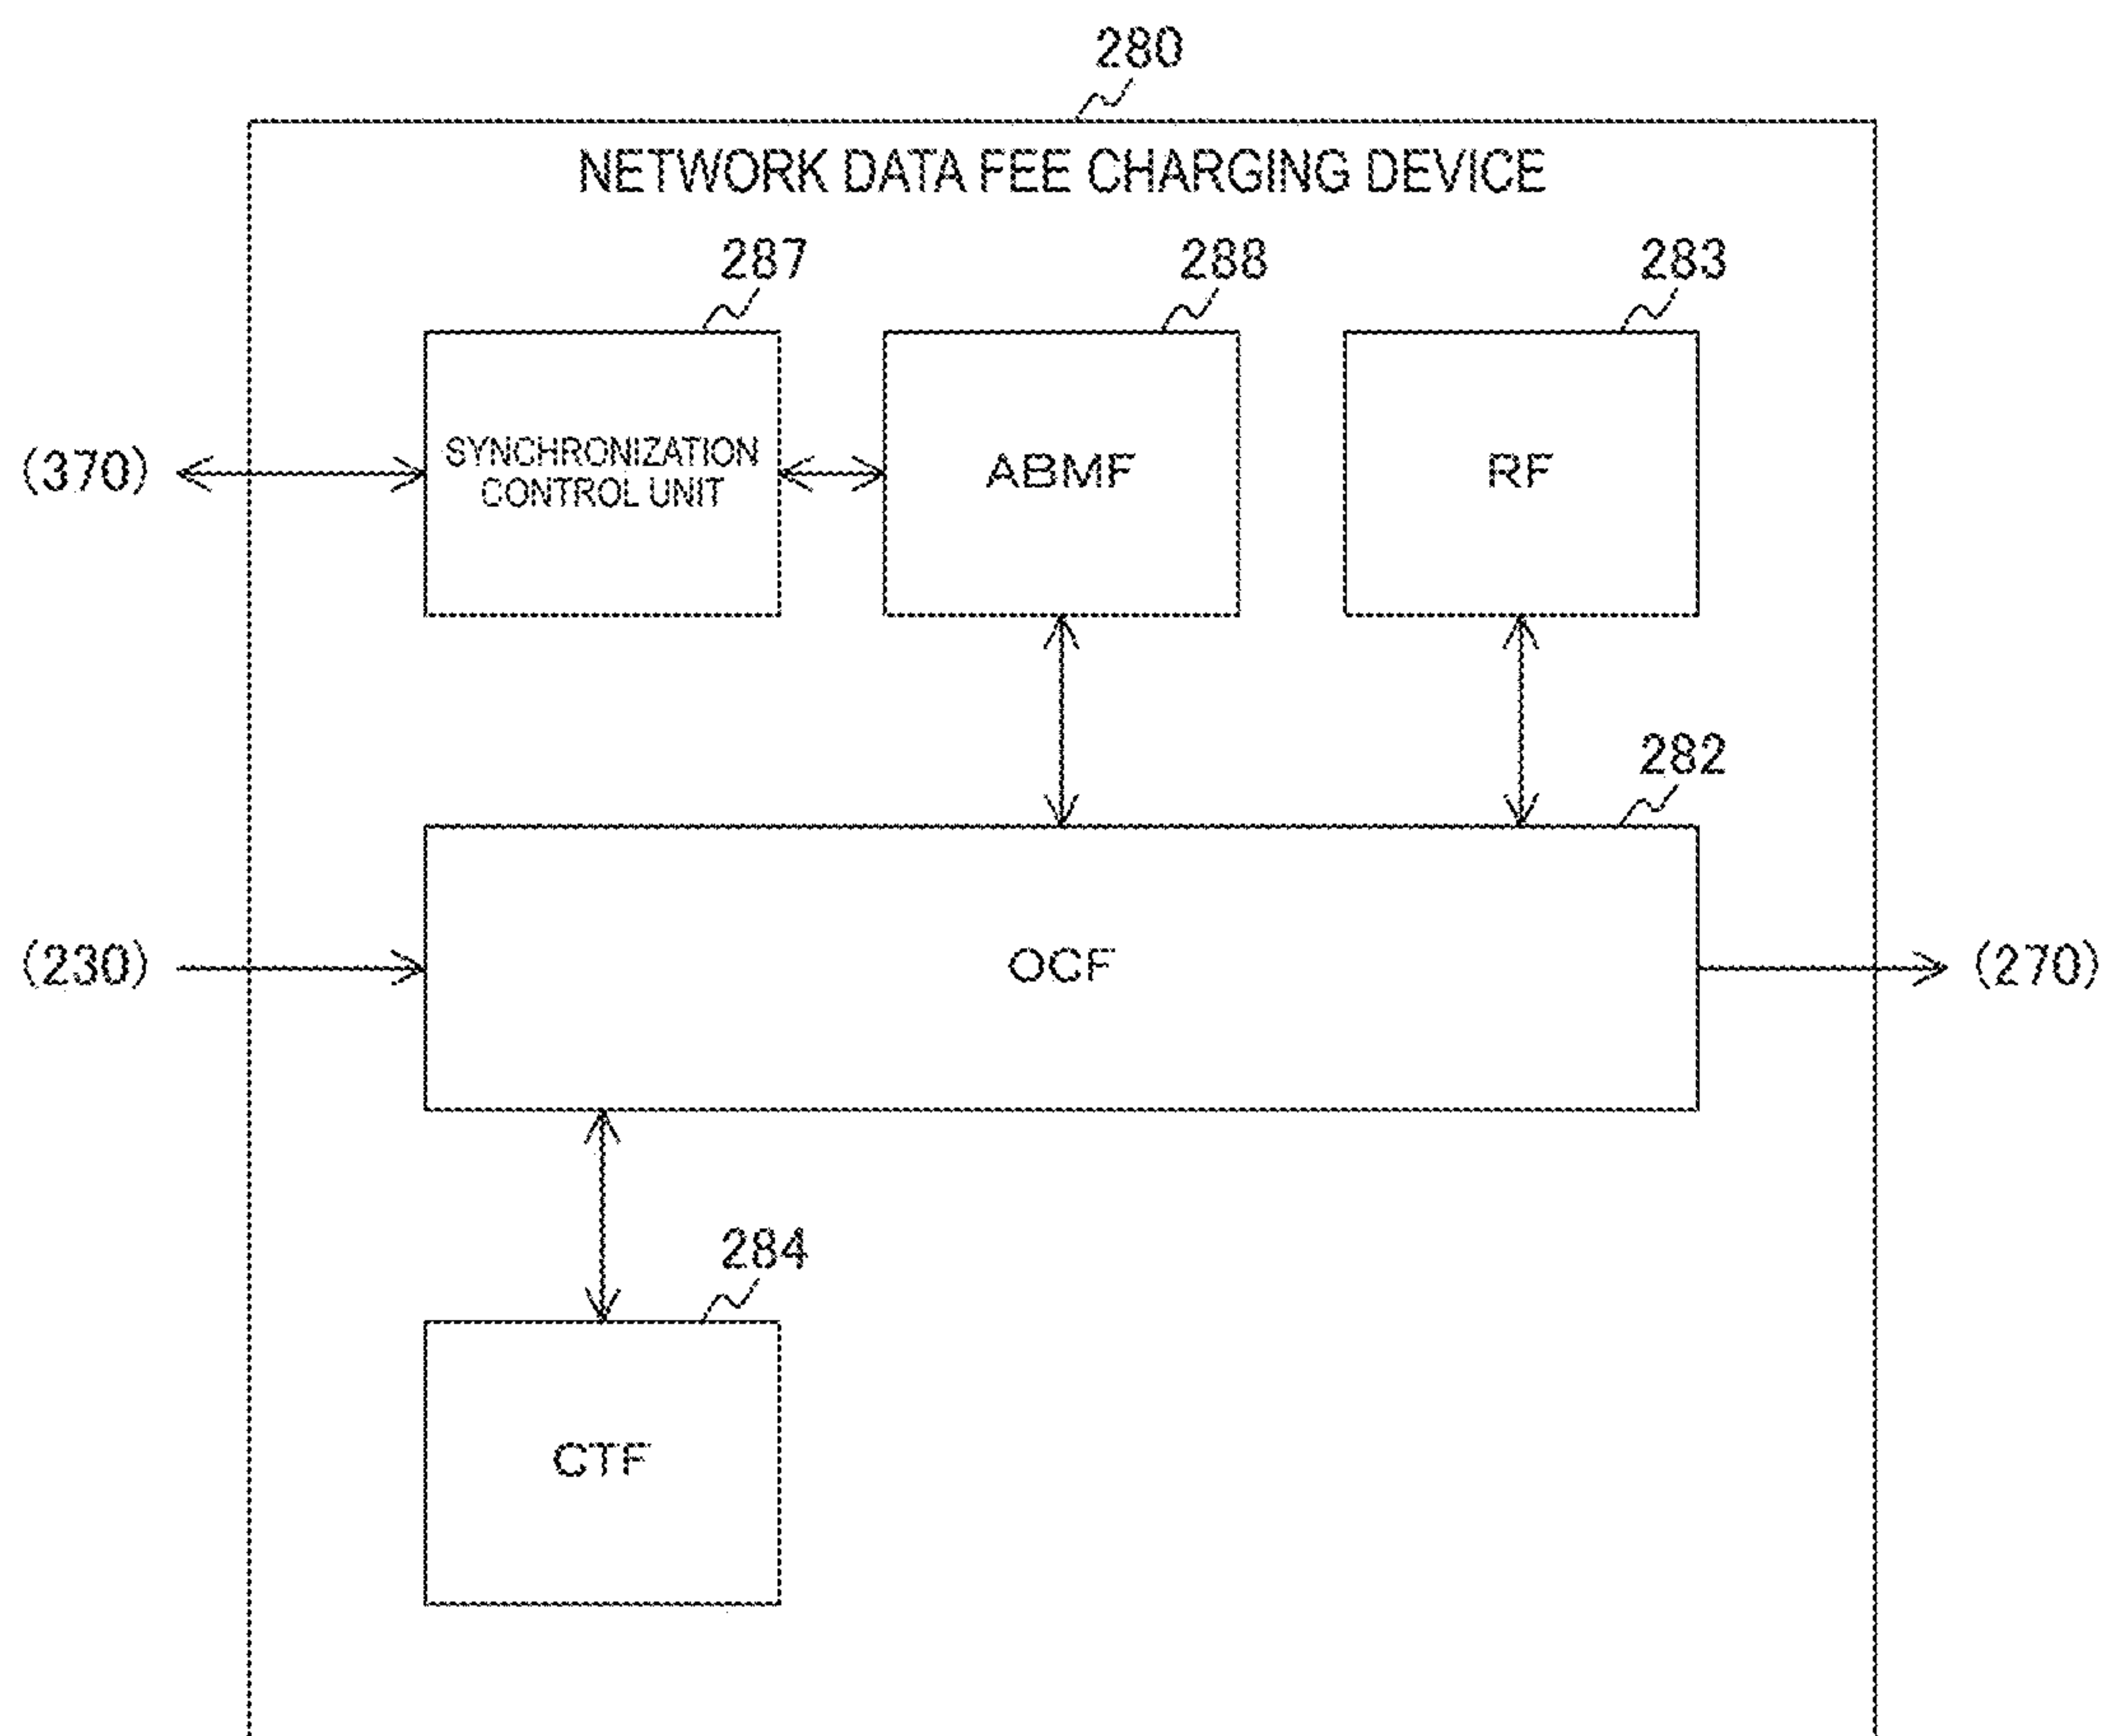 280
NETWORK DATA FEE CHARGING DEVICE
287
288
283
(370)
SYNCHRONIZATION
CONTROL UNIT
ABMF
RF
282
(230)
OCF
(270)
284
CTF